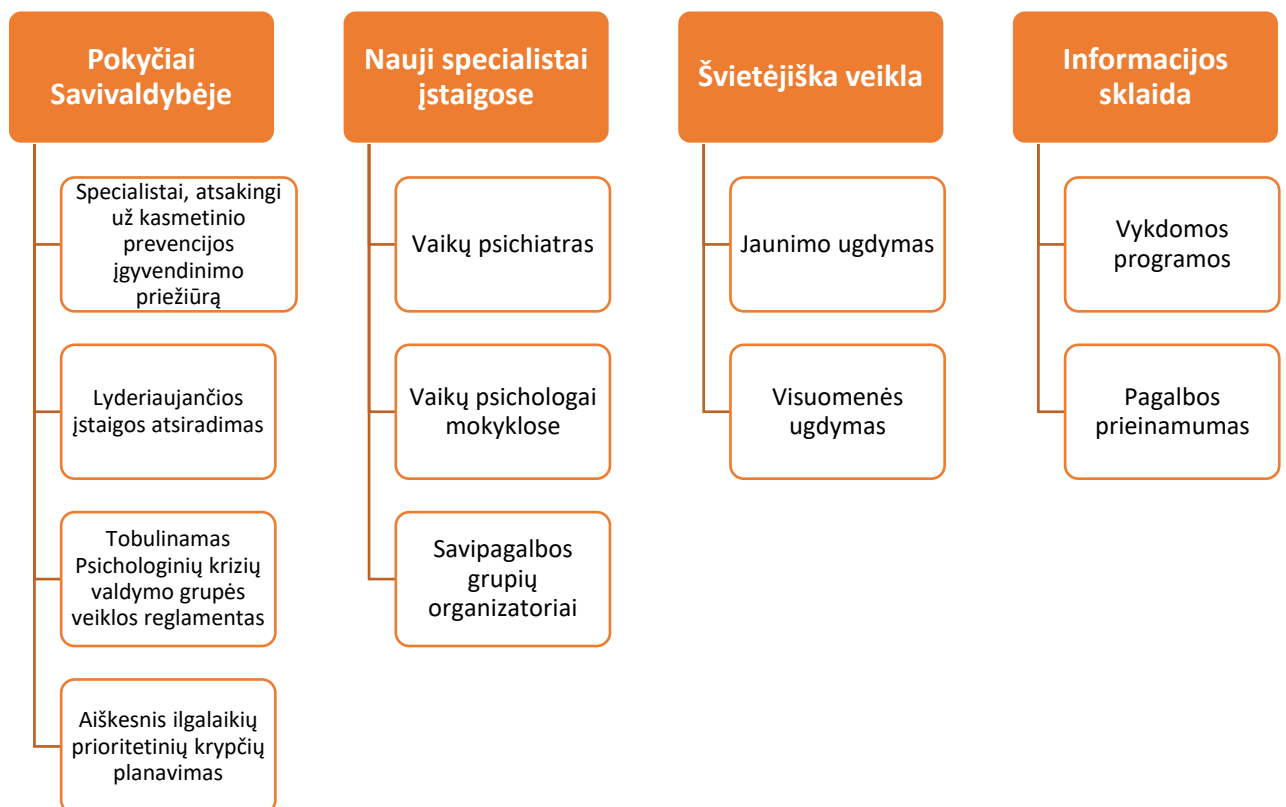 Pokyčiai
Savivaldybėje
Specialistai, atsakingi
už kasmetinio
prevencijos
įgyvendinimo
priežiūrą
Lyderiaujančios
įstaigos atsiradimas
Tobulinamas
Psichologinių krizių
valdymo grupės
veiklos reglamentas
Aiškesnis ilgalaikių
prioritetinių krypčių
planavimas
Nauji specialistai
įstaigose
Vaikų psichiatras
Vaikų psichologai
mokyklose
Savipagalbos
grupių
organizatoriai
Švietėjiška veikla
Jaunimo ugdymas
Visuomenės
ugdymas
Informacijos
sklaida
Vykdomos
programos
Pagalbos
prieinamumas